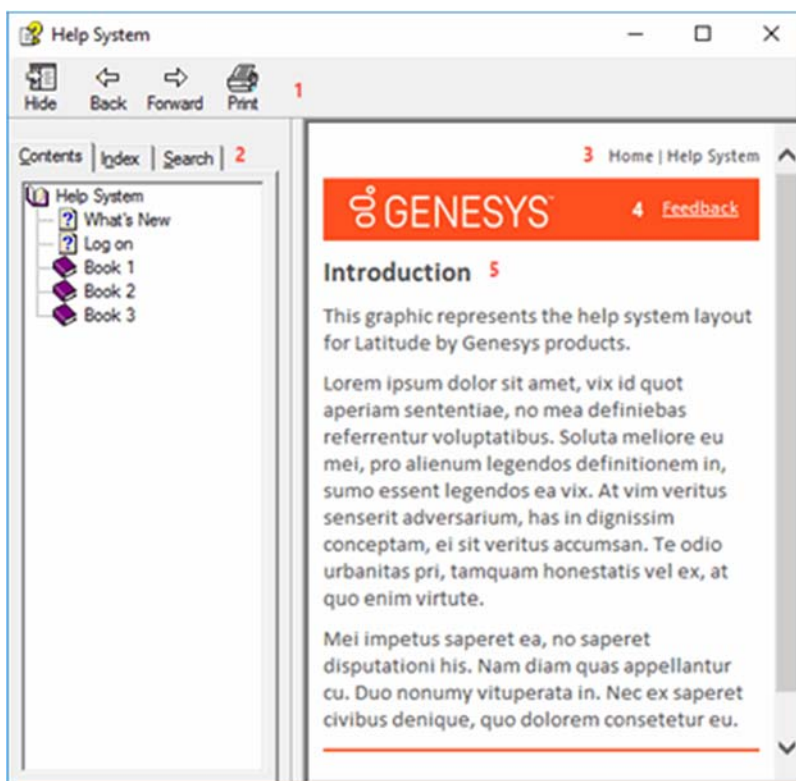 Help System
Hide Back Forward Print 1
Contents Index Search 2
Help System
What's New
Log on
Book 1
Book 2
Book 3
3 Home | Help System
GENESYS™ 4 Feedback
Introduction 5
This graphic represents the help system layout
for Latitude by Genesys products.
Lorem ipsum dolor sit amet, vix id quot
aperiam sententiae, no mea definiebas
referrentur voluptatibus. Soluta meliore eu
mei, pro alienum legendos definitionem in,
sumo essent legendos ea vix. At vim veritus
senserit adversarium, has in dignissim
conceptam, ei sit veritus accumsan. Te odio
urbanitas pri, tamquam honestatis vel ex, at
quo enim virtute.
Mei impetus saperet ea, no saperet
disputationi his. Nam diam quas appellantur
cu. Duo nonumy vituperata in. Nec ex saperet
civibus denique, quo dolorem consetetur eu.